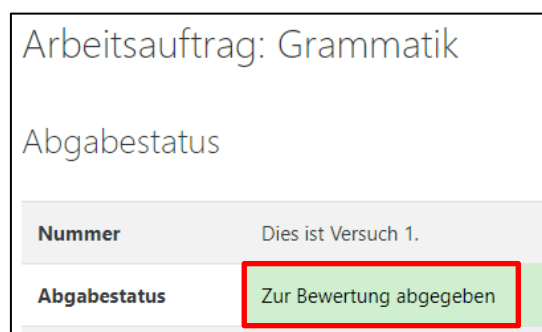 Arbeitsauftrag: Grammatik
Abgabestatus
Nummer Dies ist Versuch 1.
Abgabestatus Zur Bewertung abgegeben